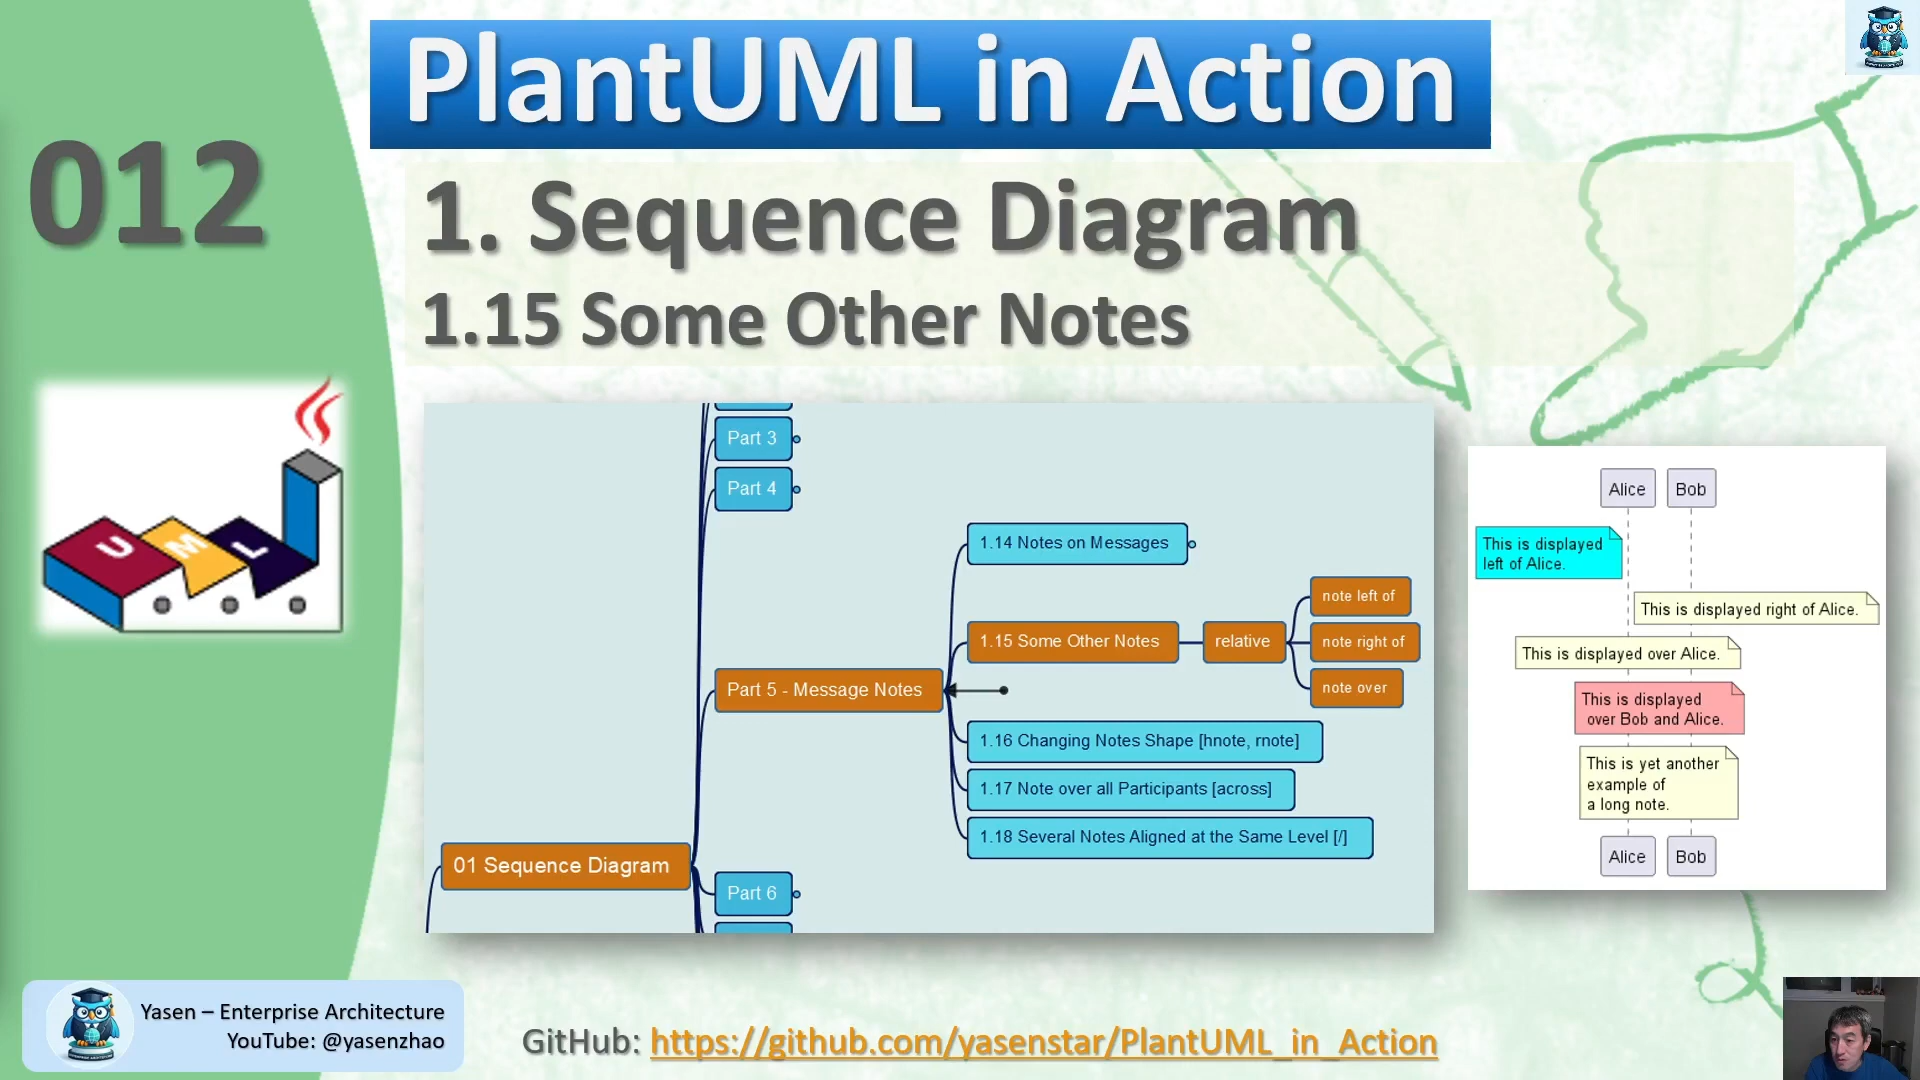 PlantUML in Action
012
1. Sequence Diagram
1.15 Some Other Notes
U M L
Part 3
Part 4
1.14 Notes on Messages
note left of
1.15 Some Other Notes
relative
note right of
note over
Part 5 - Message Notes
1.16 Changing Notes Shape [hnote, rnote]
1.17 Note over all Participants [across]
1.18 Several Notes Aligned at the Same Level [/]
01 Sequence Diagram
Part 6
Alice
Bob
This is displayed
left of Alice.
This is displayed right of Alice.
This is displayed over Alice.
This is displayed
over Bob and Alice.
This is yet another
example of
a long note.
Alice
Bob
Yasen – Enterprise Architecture
YouTube: @yasenzhao
GitHub: https://github.com/yasenstar/PlantUML_in_Action